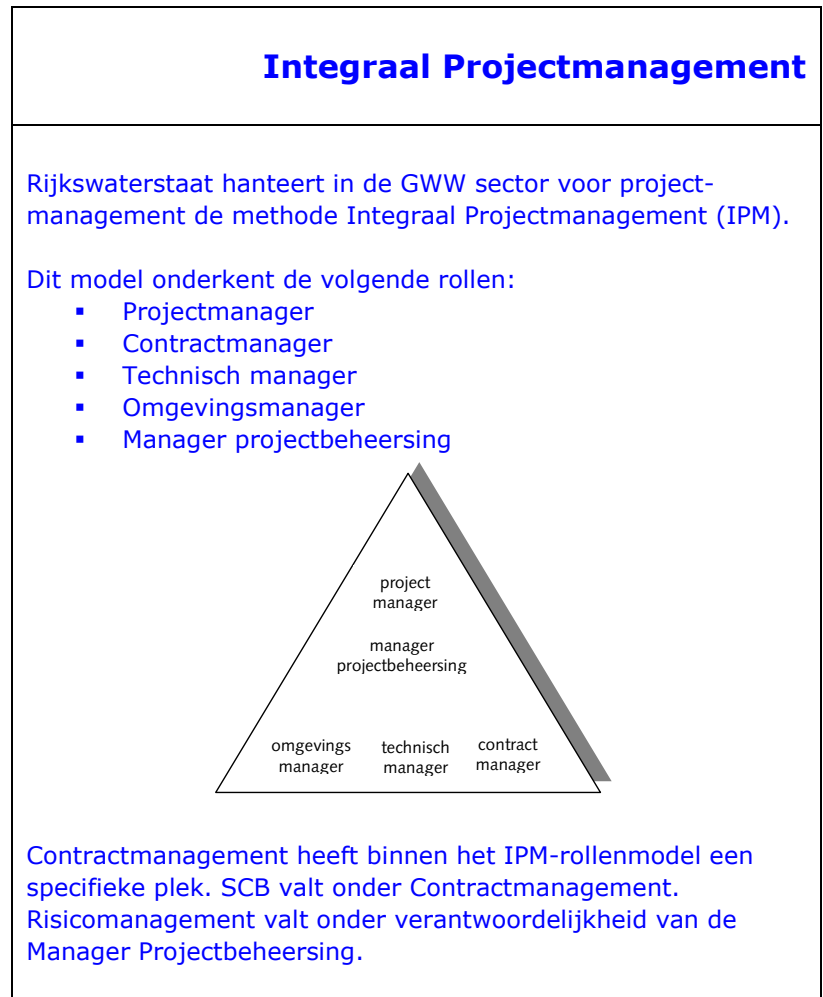 Integraal Projectmanagement
Rijkswaterstaat hanteert in de GWW sector voor project-
management de methode Integraal Projectmanagement (IPM).
Dit model onderkent de volgende rollen:
▪ Projectmanager
▪ Contractmanager
▪ Technisch manager
▪ Omgevingsmanager
▪ Manager projectbeheersing
project
manager
manager
projectbeheersing
omgevings
manager
technisch
manager
contract
manager
Contractmanagement heeft binnen het IPM-rollenmodel een
specifieke plek. SCB valt onder Contractmanagement.
Risicomanagement valt onder verantwoordelijkheid van de
Manager Projectbeheersing.